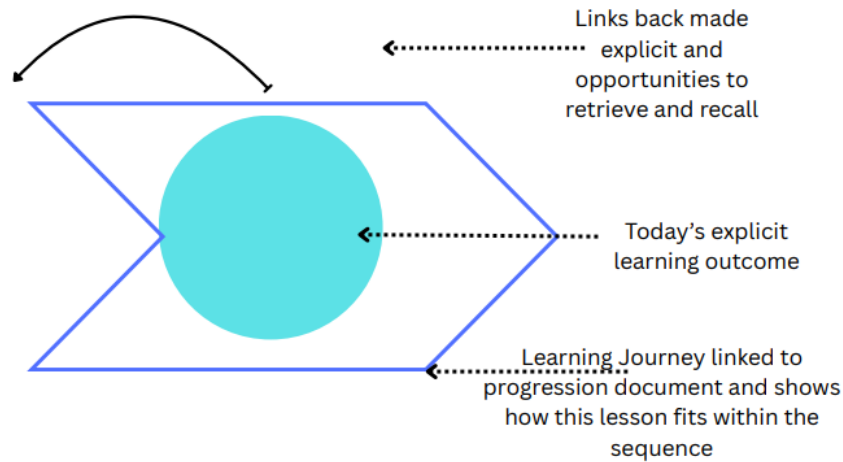 Links back made
explicit and
opportunities to
retrieve and recall
Today’s explicit
learning outcome
Learning Journey linked to
progression document and shows
how this lesson fits within the
sequence